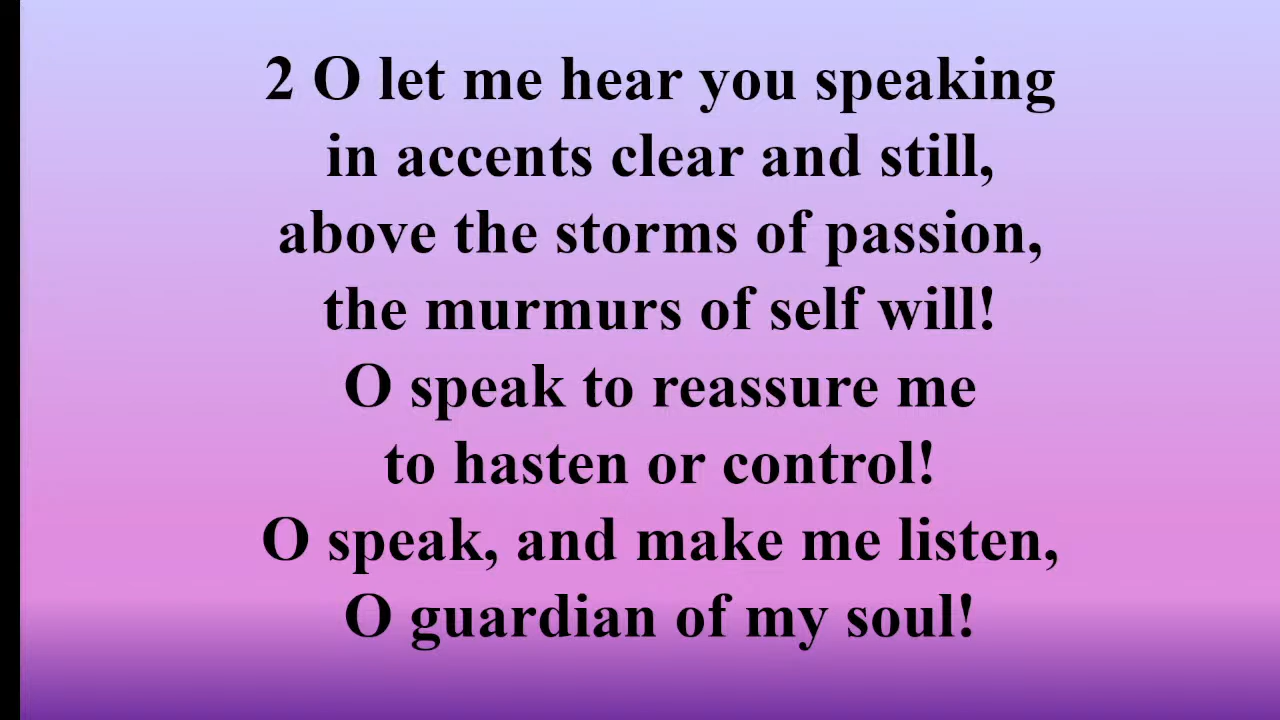 2 O let me hear you speaking
in accents clear and still,
above the storms of passion,
the murmurs of self will!
O speak to reassure me
to hasten or control!
O speak, and make me listen,
O guardian of my soul!